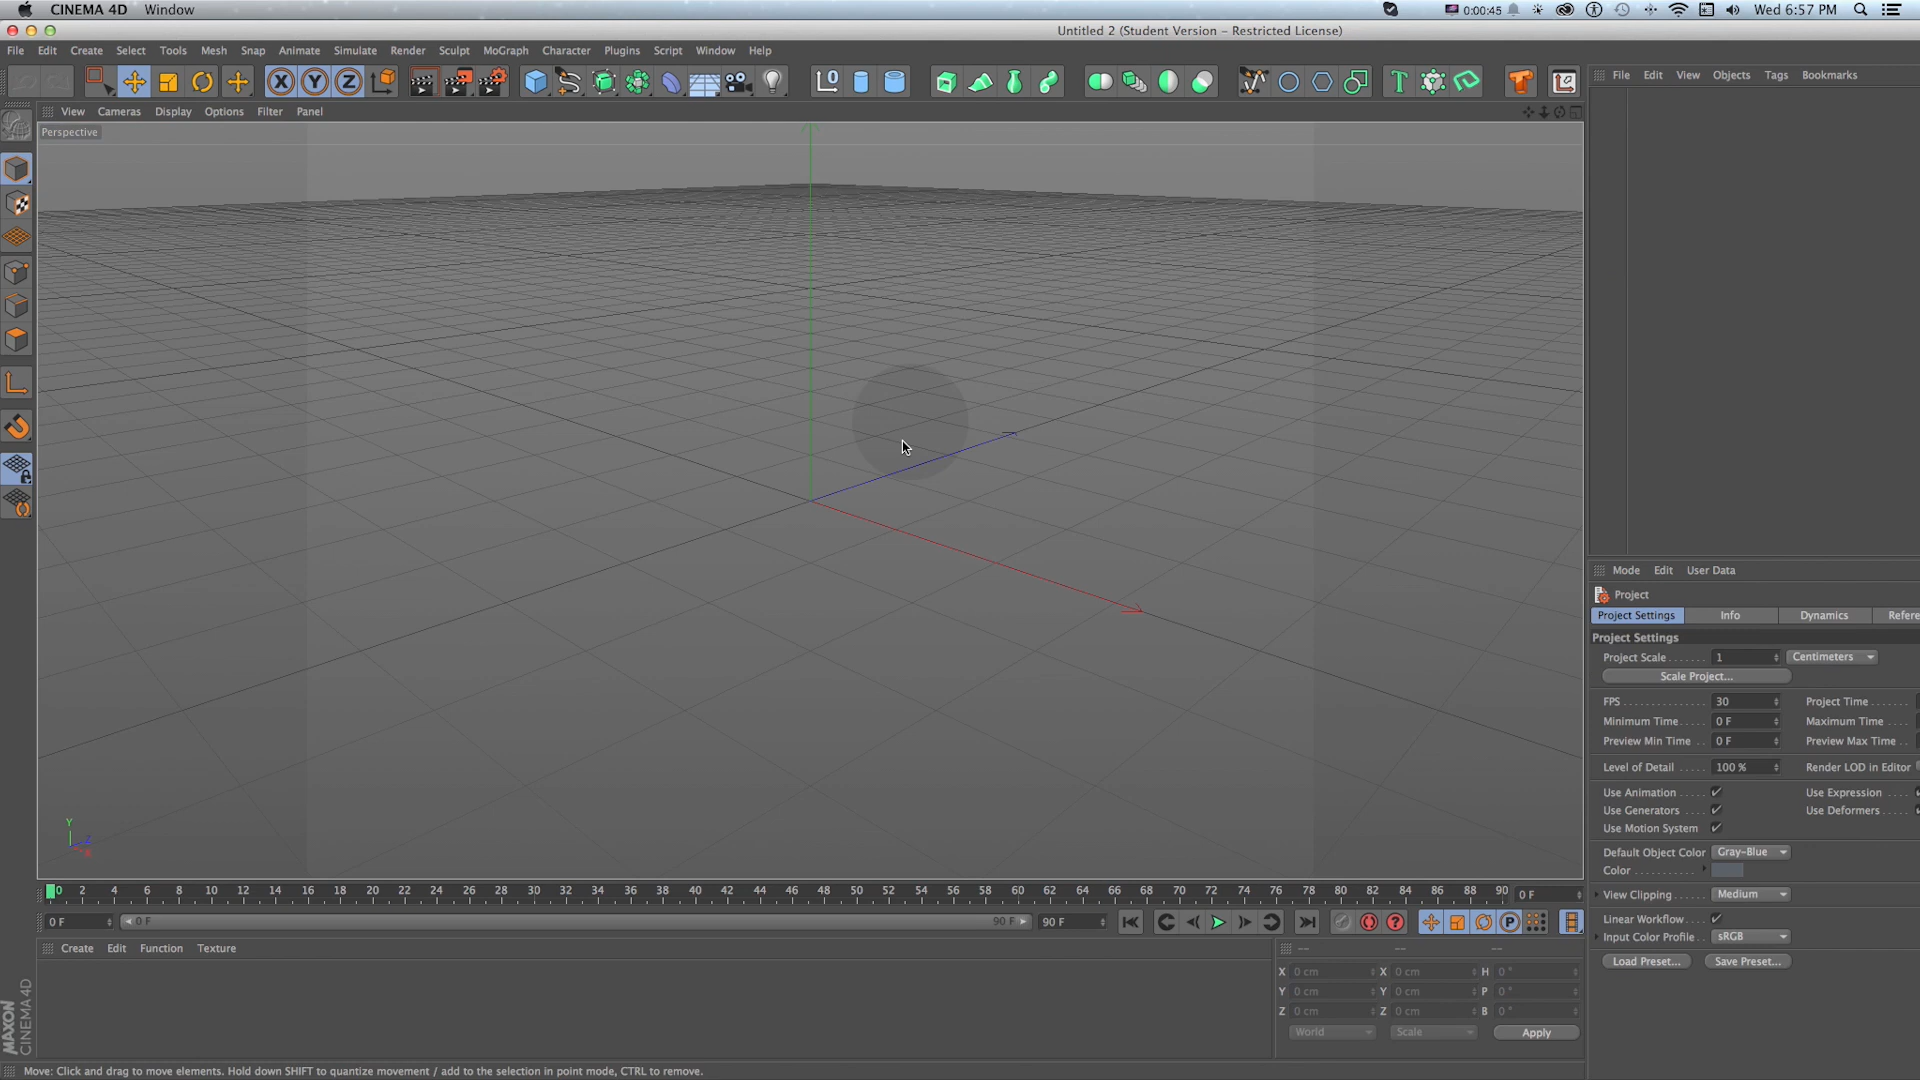 CINEMA 4D Window
0:00:45 Wed 6:57 PM
Untitled 2 (Student Version – Restricted License)
File Edit Create Select Tools Mesh Snap Animate Simulate Render Sculpt MoGraph Character Plugins Script Window Help
X Y Z
File Edit View Objects Tags Bookmarks
View Cameras Display Options Filter Panel
Perspective
Mode Edit User Data
Project
Project Settings Info Dynamics Refere
Project Settings
Project Scale 1 Centimeters
Scale Project...
FPS 30 Project Time
Minimum Time 0 F Maximum Time
Preview Min Time 0 F Preview Max Time
Level of Detail 100 % Render LOD in Editor
Use Animation Use Expression
Use Generators Use Deformers
Use Motion System
Default Object Color Gray-Blue
Color
View Clipping Medium
Linear Workflow
Input Color Profile sRGB
Load Preset... Save Preset...
Y
Z
X
0 2 4 6 8 10 12 14 16 18 20 22 24 26 28 30 32 34 36 38 40 42 44 46 48 50 52 54 56 58 60 62 64 66 68 70 72 74 76 78 80 82 84 86 88 90 0 F
0 F 0 F 90 F 90 F
Create Edit Function Texture
-- -- --
X 0 cm X 0 cm H 0 °
Y 0 cm Y 0 cm P 0 °
Z 0 cm Z 0 cm B 0 °
World Scale Apply
MAXON
CINEMA 4D
Move: Click and drag to move elements. Hold down SHIFT to quantize movement / add to the selection in point mode, CTRL to remove.